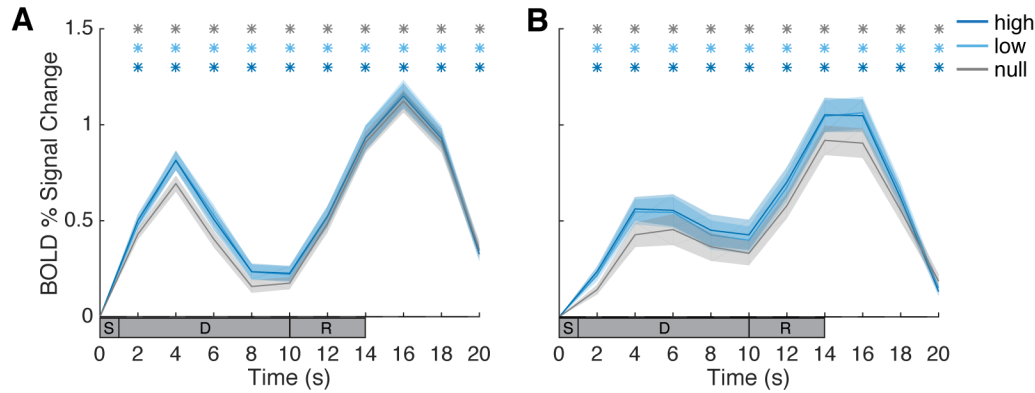 A
B
high
low
null
BOLD % Signal Change
1.5
1
0.5
0
S D R
S D R
0 2 4 6 8 10 12 14 16 18 20
0 2 4 6 8 10 12 14 16 18 20
Time (s)
Time (s)